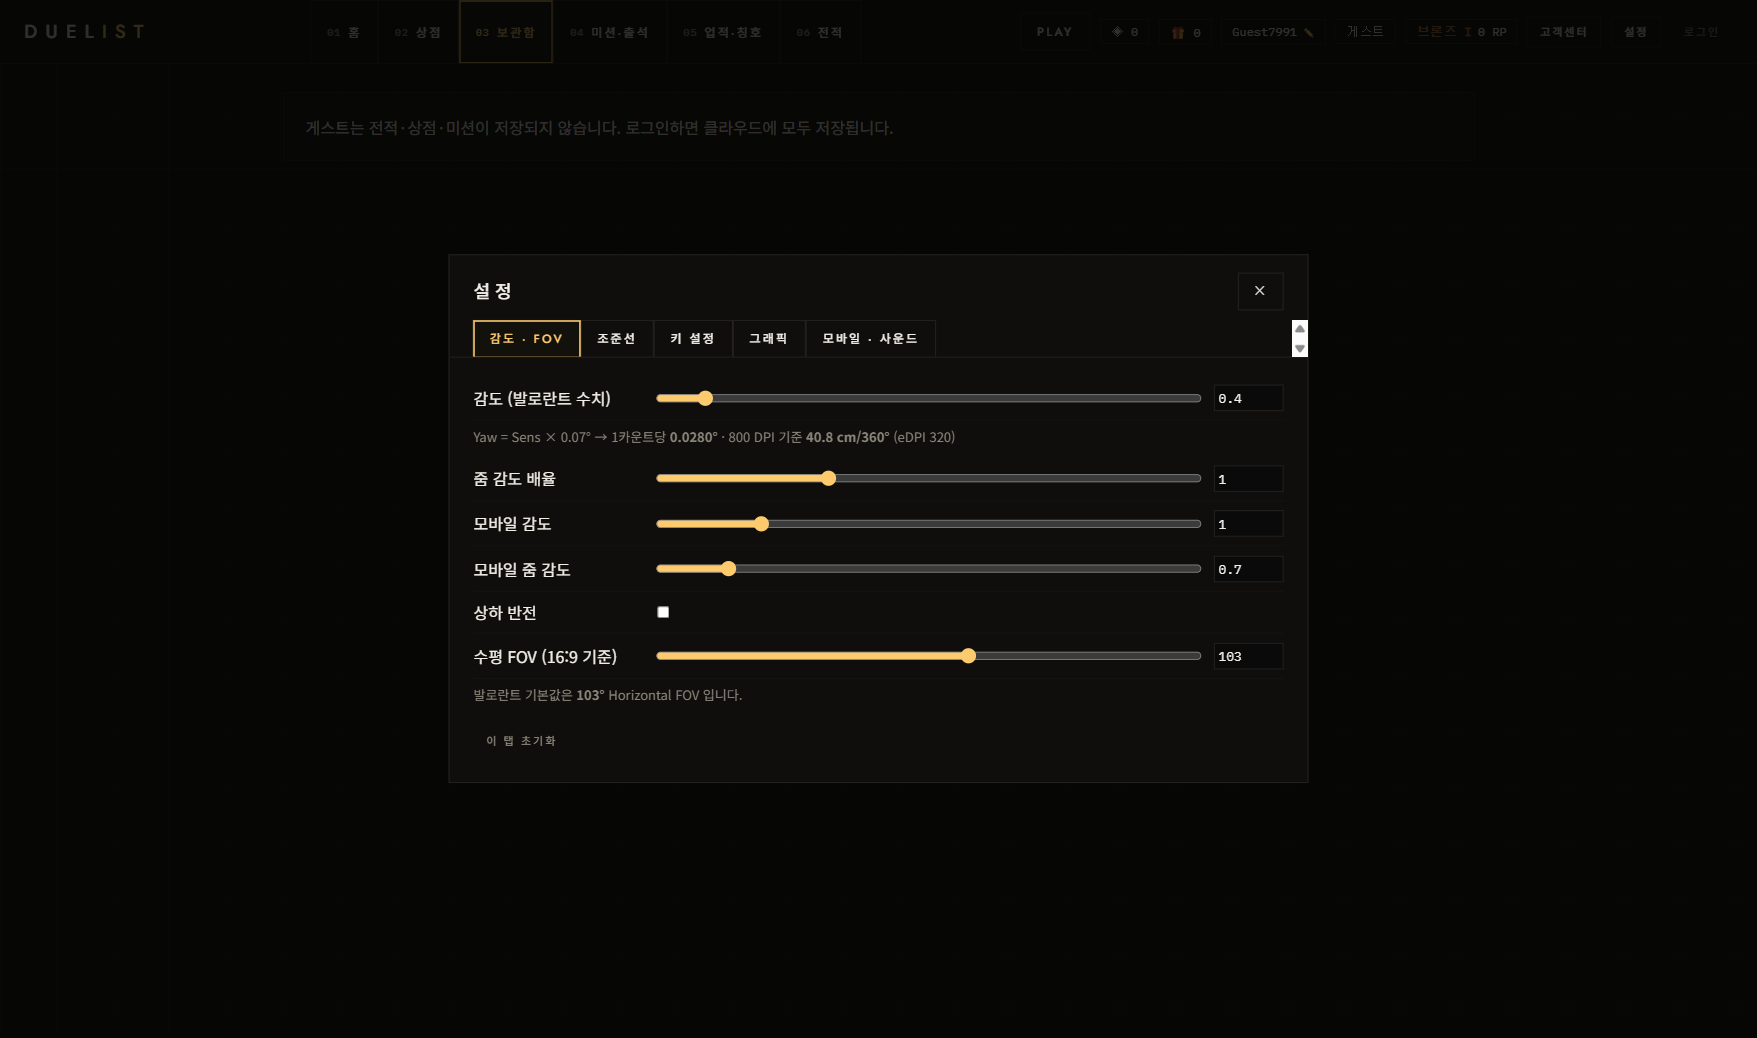 DUELIST
01 홈
02 상점
03 보관함
04 미션·출석
05 업적·칭호
06 전적
PLAY
◈ 0
0
Guest7991
게스트
브론즈 I 0 RP
고객센터
설정
로그인
게스트는 전적·상점·미션이 저장되지 않습니다. 로그인하면 클라우드에 모두 저장됩니다.
설정
×
감도 · FOV
조준선
키 설정
그래픽
모바일 · 사운드
감도 (발로란트 수치)
0.4
Yaw = Sens × 0.07° → 1카운트당 0.0280° · 800 DPI 기준 40.8 cm/360° (eDPI 320)
줌 감도 배율
1
모바일 감도
1
모바일 줌 감도
0.7
상하 반전
수평 FOV (16:9 기준)
103
발로란트 기본값은 103° Horizontal FOV 입니다.
이 탭 초기화